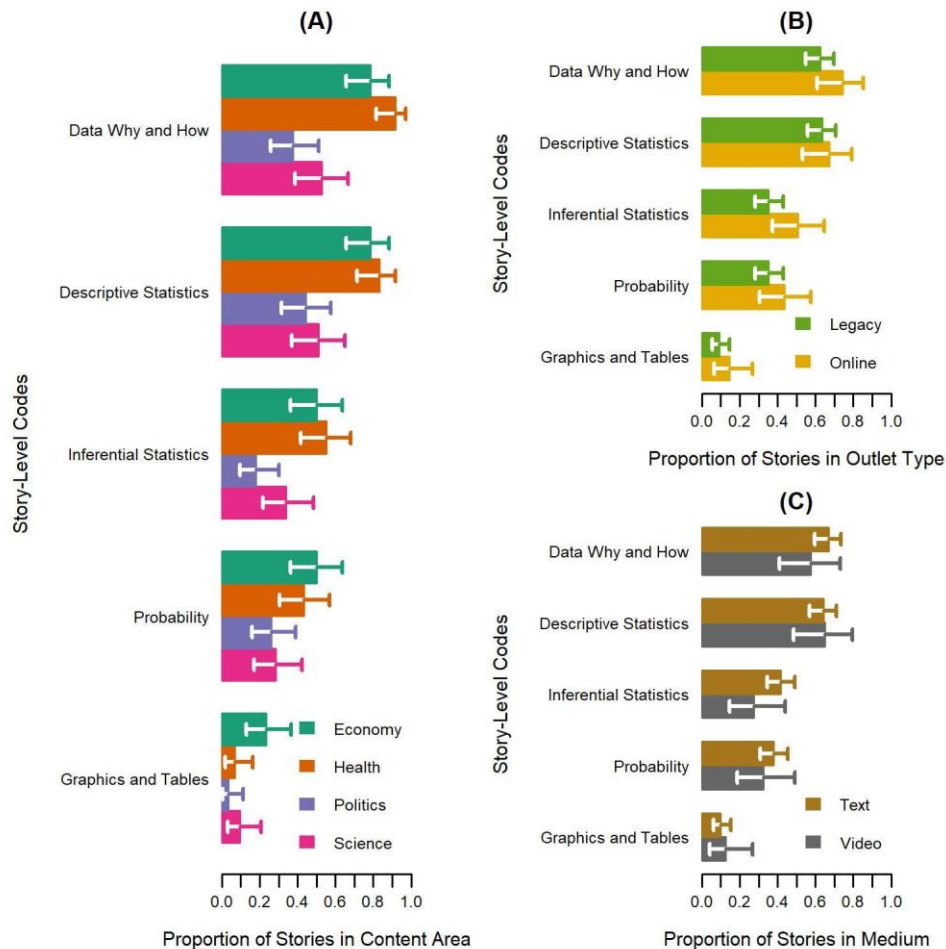 (A)
Story-Level Codes
Data Why and How
Descriptive Statistics
Inferential Statistics
Probability
Graphics and Tables
Economy
Health
Politics
Science
0.0 0.2 0.4 0.6 0.8 1.0
Proportion of Stories in Content Area
(B)
Story-Level Codes
Data Why and How
Descriptive Statistics
Inferential Statistics
Probability
Graphics and Tables
Legacy
Online
0.0 0.2 0.4 0.6 0.8 1.0
Proportion of Stories in Outlet Type
(C)
Story-Level Codes
Data Why and How
Descriptive Statistics
Inferential Statistics
Probability
Graphics and Tables
Text
Video
0.0 0.2 0.4 0.6 0.8 1.0
Proportion of Stories in Medium